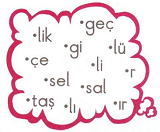 ·lik ·geç
·gi ·lü
·çe ·li ·r
·sel ·sal
·taş ·lı ·ır